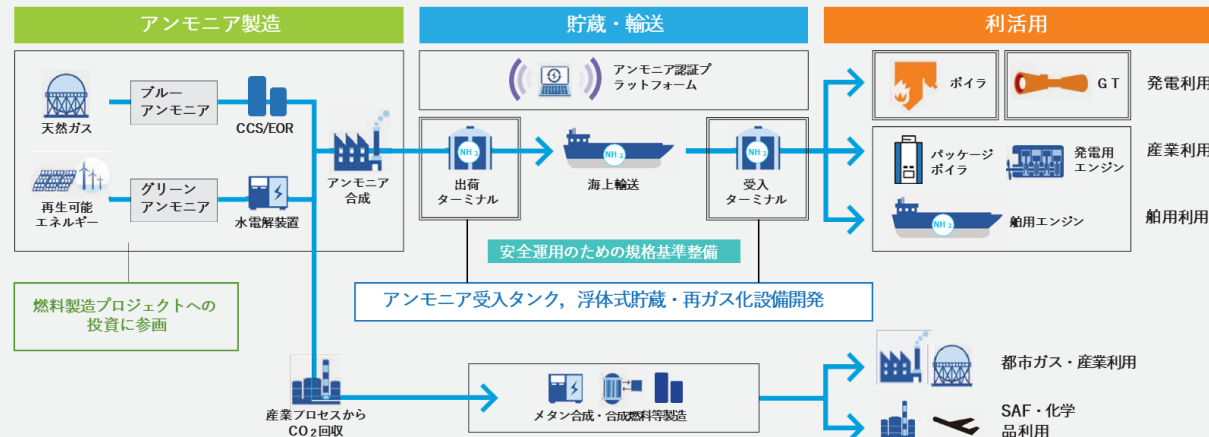 アンモニア製造
貯蔵・輸送
利活用
天然ガス
ブルー
アンモニア
CCS/EOR
再生可能
エネルギー
グリーン
アンモニア
水電解装置
アンモニア
合成
アンモニア認証プ
ラットフォーム
NH3
出荷
ターミナル
NH3
海上輸送
NH3
受入
ターミナル
ボイラ
GT
発電利用
パッケージ
ボイラ
発電用
エンジン
産業利用
NH3
舶用エンジン
舶用利用
安全運用のための規格基準整備
燃料製造プロジェクトへの
投資に参画
アンモニア受入タンク，浮体式貯蔵・再ガス化設備開発
産業プロセスから
CO2回収
メタン合成・合成燃料等製造
都市ガス・産業利用
SAF・化学
品利用